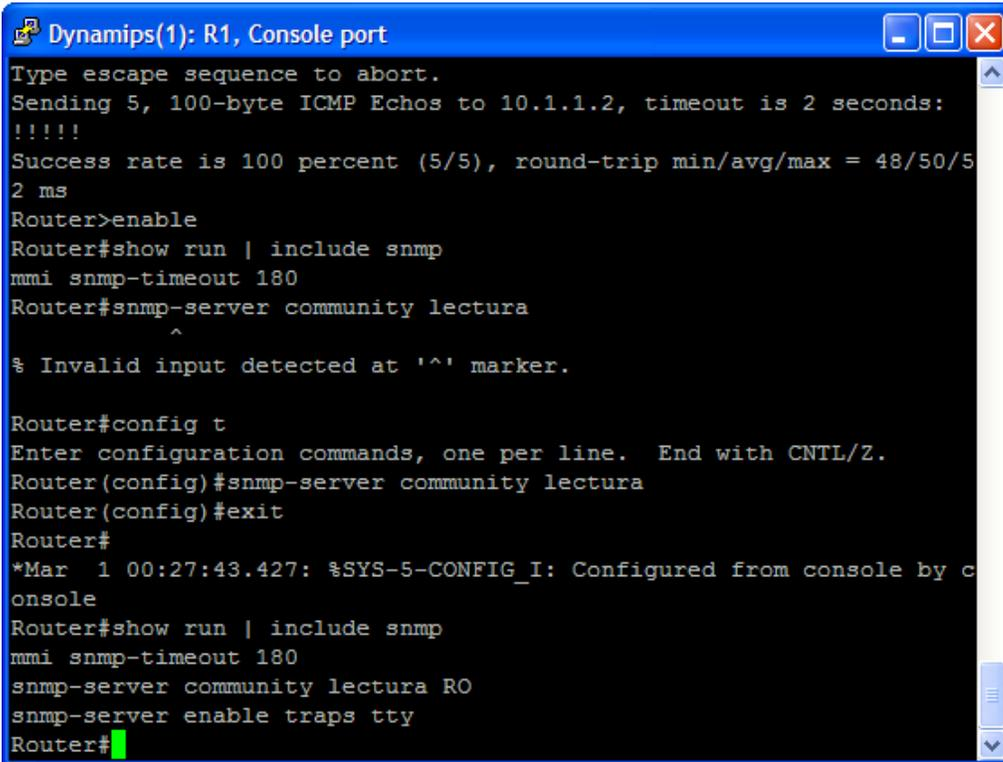 Dynamips(1): R1, Console port
Type escape sequence to abort.
Sending 5, 100-byte ICMP Echos to 10.1.1.2, timeout is 2 seconds:
!!!!!
Success rate is 100 percent (5/5), round-trip min/avg/max = 48/50/5
2 ms
Router>enable
Router#show run | include snmp
mmi snmp-timeout 180
Router#snmp-server community lectura
            ^
% Invalid input detected at '^' marker.

Router#config t
Enter configuration commands, one per line.  End with CNTL/Z.
Router(config)#snmp-server community lectura
Router(config)#exit
Router#
*Mar  1 00:27:43.427: %SYS-5-CONFIG_I: Configured from console by c
onsole
Router#show run | include snmp
mmi snmp-timeout 180
snmp-server community lectura RO
snmp-server enable traps tty
Router#